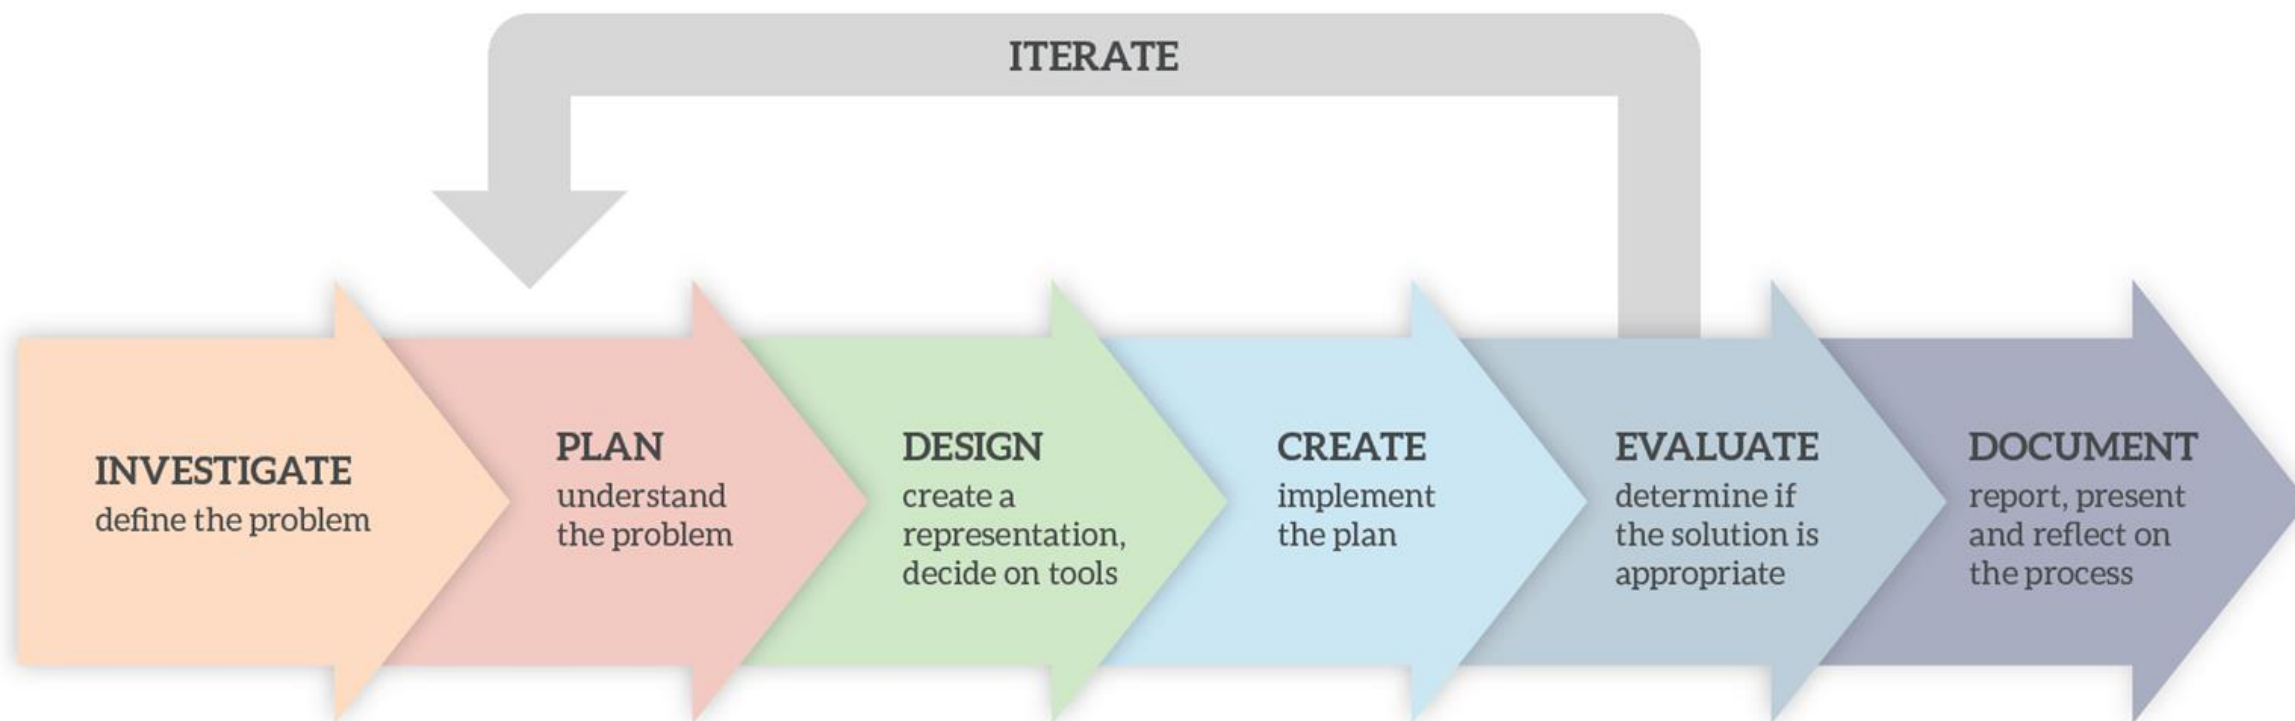 ITERATE
INVESTIGATE
define the problem
PLAN
understand
the problem
DESIGN
create a
representation,
decide on tools
CREATE
implement
the plan
EVALUATE
determine if
the solution is
appropriate
DOCUMENT
report, present
and reflect on
the process